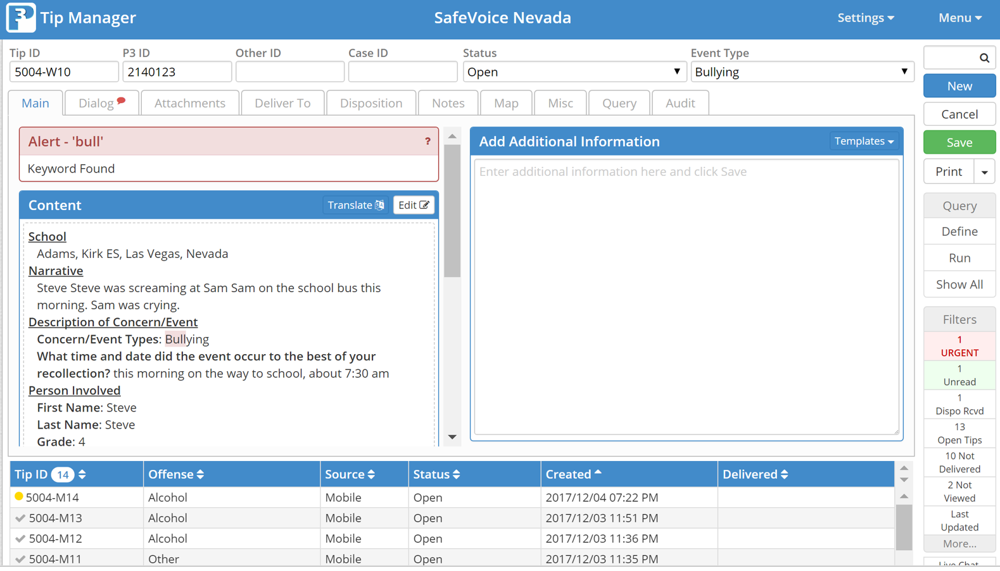 P3 Tip Manager
SafeVoice Nevada
Settings
Menu
Tip ID
P3 ID
Other ID
Case ID
Status
Event Type
5004-W10
2140123
Open
Bullying
Main
Dialog
Attachments
Deliver To
Disposition
Notes
Map
Misc
Query
Audit
Alert - 'bull'
?
Keyword Found
Content
Translate
Edit
School
Adams, Kirk ES, Las Vegas, Nevada
Narrative
Steve Steve was screaming at Sam Sam on the school bus this
morning. Sam was crying.
Description of Concern/Event
Concern/Event Types: Bullying
What time and date did the event occur to the best of your
recollection? this morning on the way to school, about 7:30 am
Person Involved
First Name: Steve
Last Name: Steve
Grade: 4
Add Additional Information
Templates
Enter additional information here and click Save
New
Cancel
Save
Print
Query
Define
Run
Show All
Filters
1
URGENT
1
Unread
1
Dispo Rcvd
13
Open Tips
10 Not
Delivered
2 Not
Viewed
Last
Updated
More...
Live Chat
Tip ID 14 Offense Source Status Created Delivered
5004-M14 Alcohol Mobile Open 2017/12/04 07:22 PM
5004-M13 Alcohol Mobile Open 2017/12/03 11:51 PM
5004-M12 Alcohol Mobile Open 2017/12/03 11:36 PM
5004-M11 Other Mobile Open 2017/12/03 11:35 PM